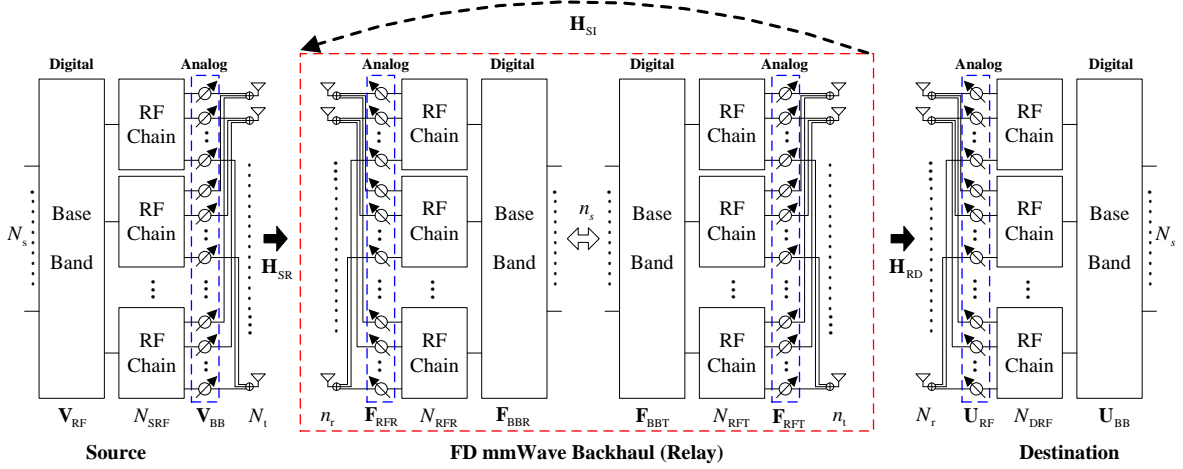 H_SI
Digital Analog Analog Digital Digital Analog Analog Digital
RF Chain RF Chain RF Chain RF Chain
RF Chain RF Chain RF Chain RF Chain
N_s Base Band Base Band n_s Base Band Base Band N_s
H_SR H_RD
RF Chain RF Chain RF Chain RF Chain
V_RF N_SRF V_BB N_t n_r F_RFR N_RFR F_BBR F_BBT N_RFT F_RFT n_t N_r U_RF N_DRF U_BB
Source FD mmWave Backhaul (Relay) Destination